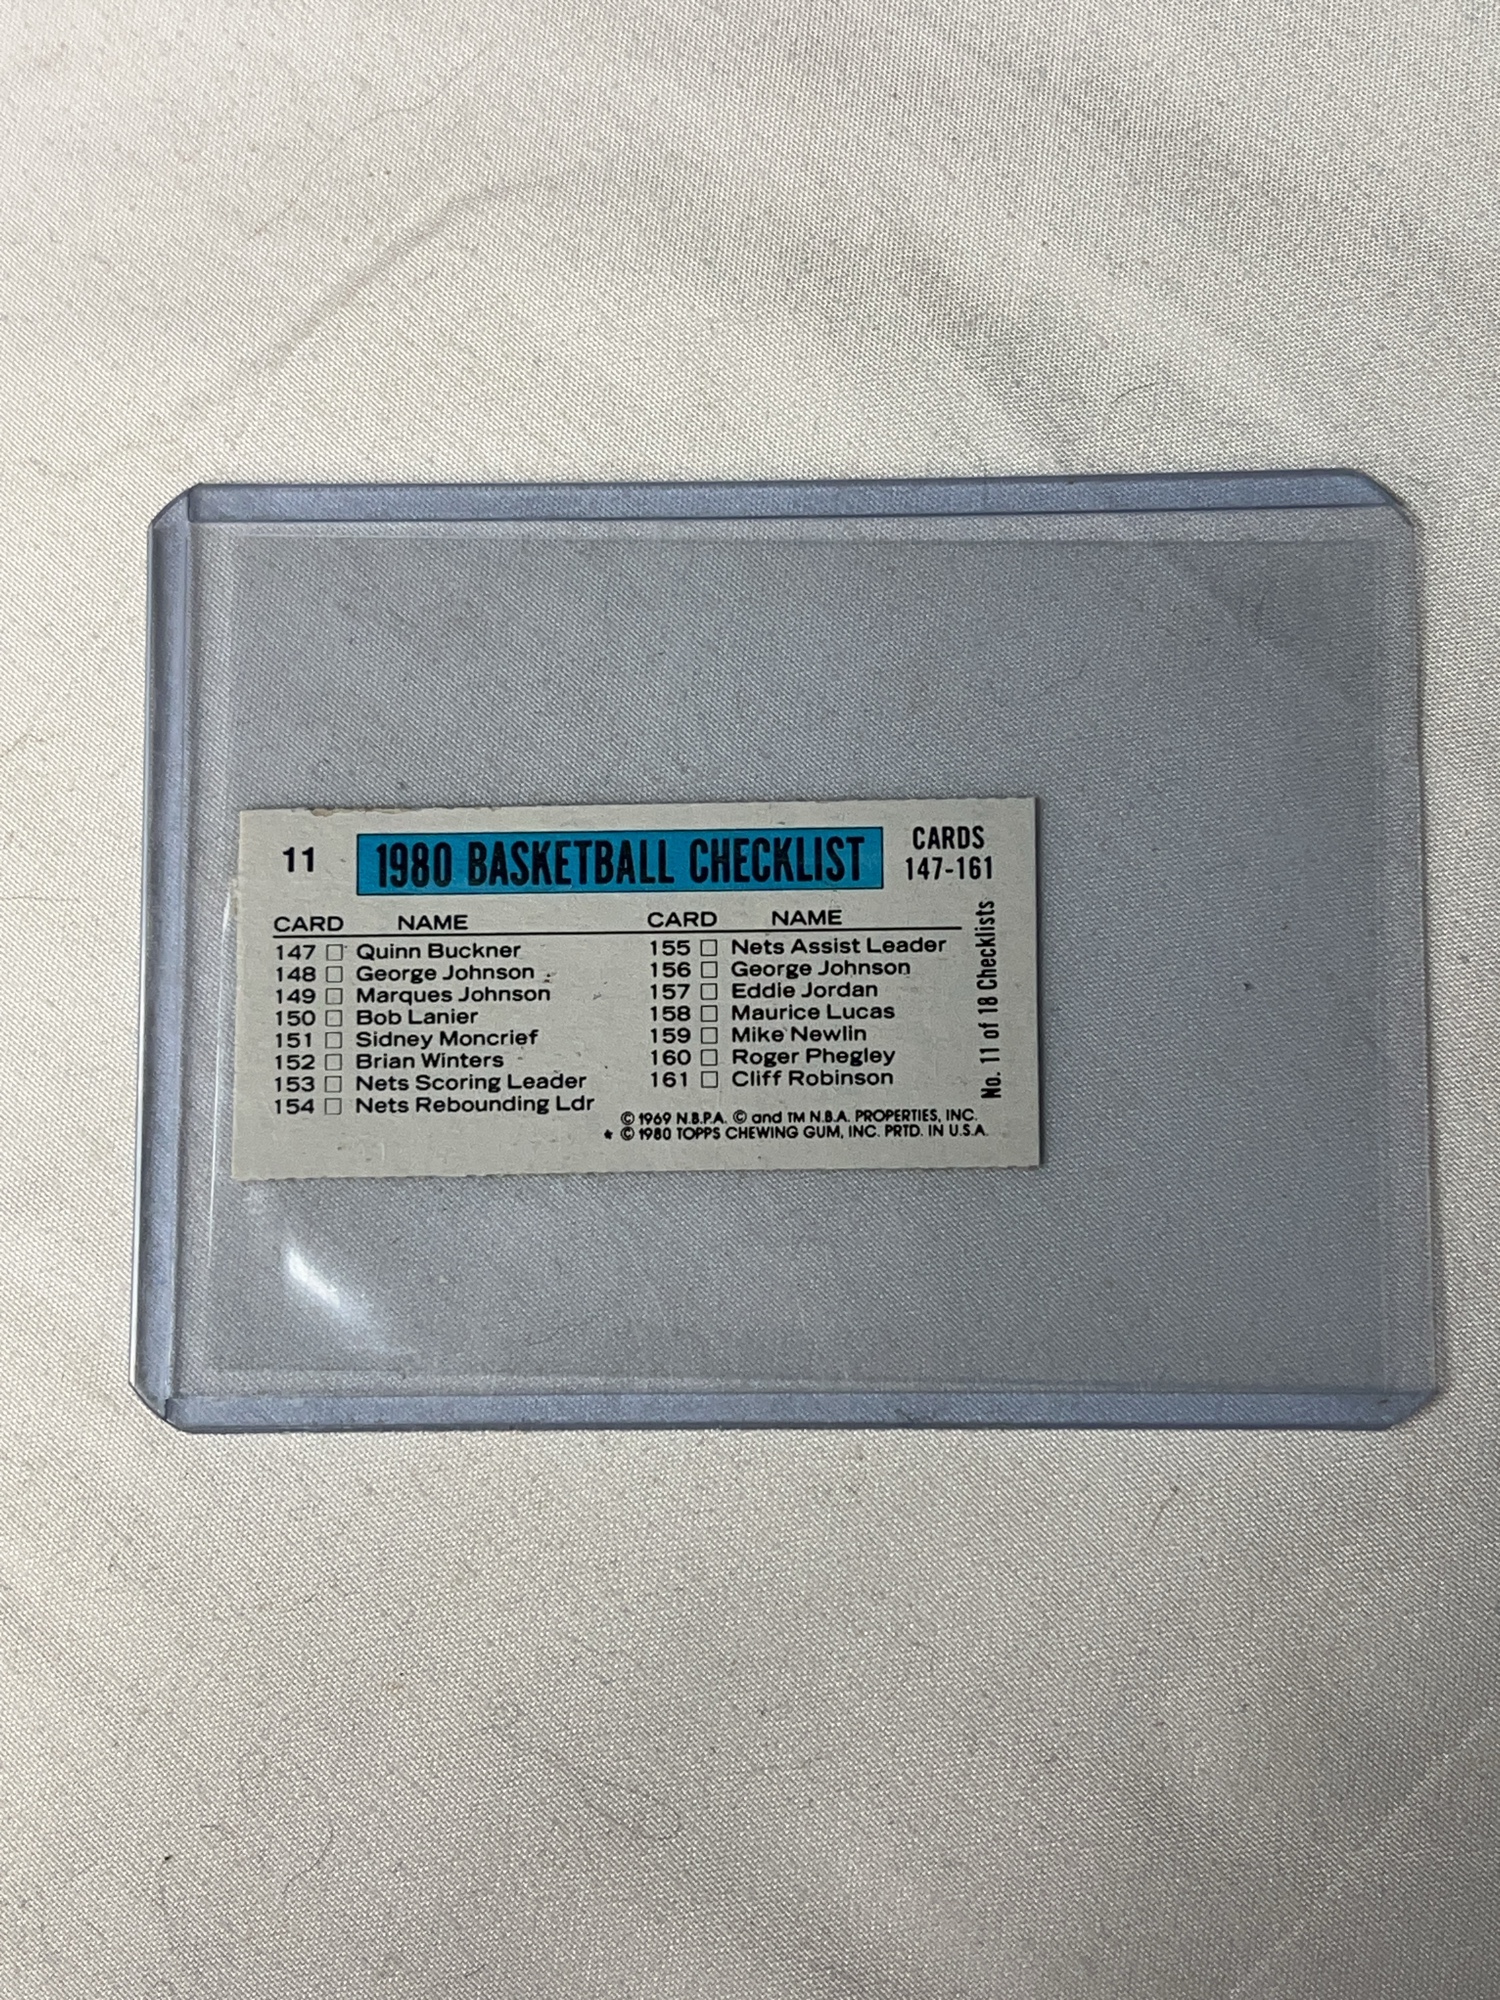 11
1980 BASKETBALL CHECKLIST
CARDS
147-161
CARD NAME
147 □ Quinn Buckner
148 □ George Johnson
149 □ Marques Johnson
150 □ Bob Lanier
151 □ Sidney Moncrief
152 □ Brian Winters
153 □ Nets Scoring Leader
154 □ Nets Rebounding Ldr
CARD NAME
155 □ Nets Assist Leader
156 □ George Johnson
157 □ Eddie Jordan
158 □ Maurice Lucas
159 □ Mike Newlin
160 □ Roger Phegley
161 □ Cliff Robinson
No. 11 of 18 Checklists
© 1969 N.B.P.A. © and TM N.B.A. PROPERTIES, INC.
* © 1980 TOPPS CHEWING GUM, INC. PRTD. IN U.S.A.